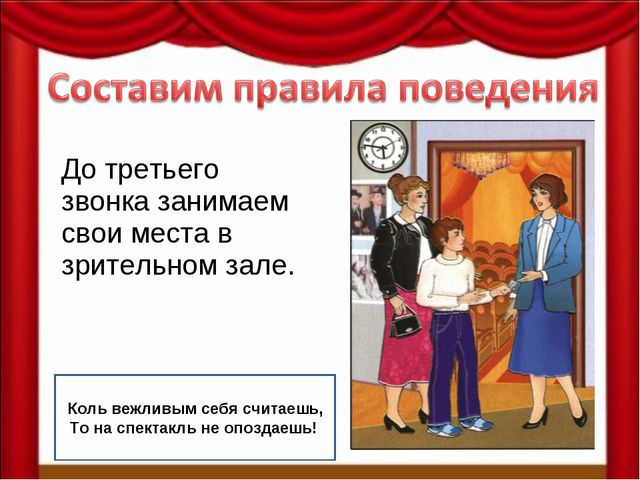 Составим правила поведения
До третьего
звонка занимаем
свои места в
зрительном зале.
Коль вежливым себя считаешь,
То на спектакль не опоздаешь!